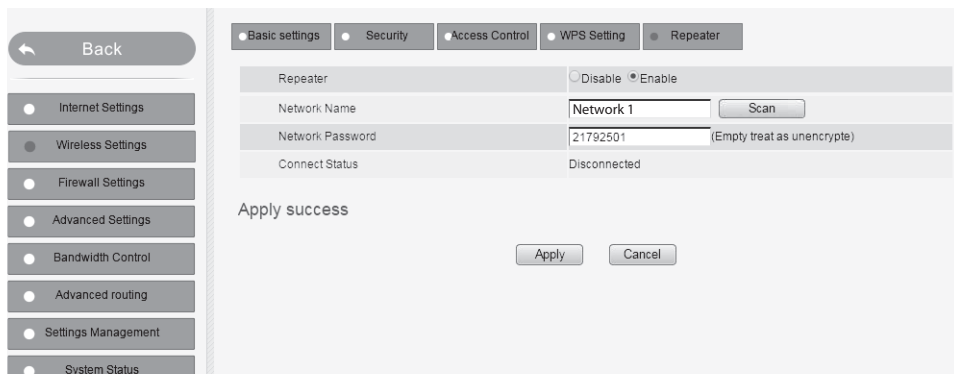 Back
Internet Settings
Wireless Settings
Firewall Settings
Advanced Settings
Bandwidth Control
Advanced routing
Settings Management
System Status
Basic settings Security Access Control WPS Setting Repeater
Repeater Disable Enable
Network Name Network 1 Scan
Network Password 21792501 (Empty treat as unencrypte)
Connect Status Disconnected
Apply success
Apply Cancel